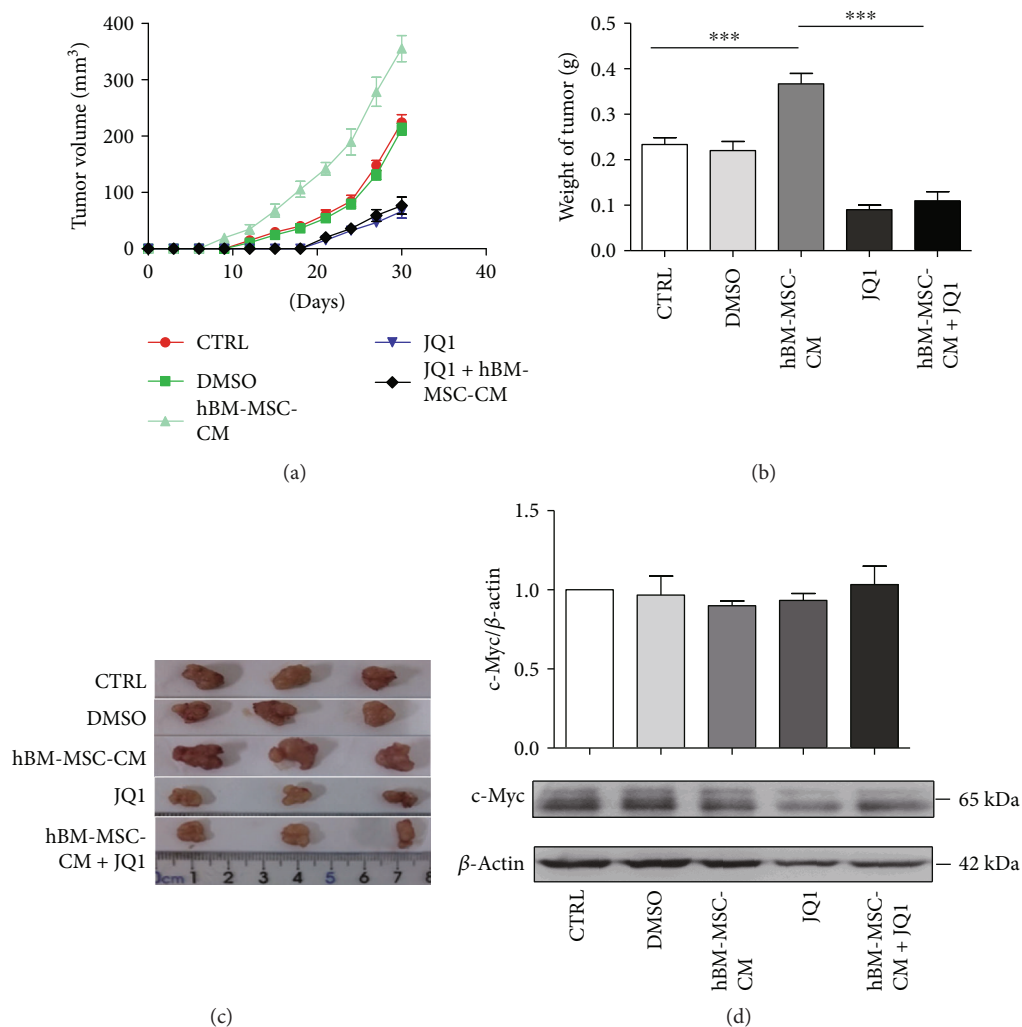 400
300
200
100
0
Tumor volume (mm³)
0
10
20
30
40
(Days)
CTRL
DMSO
hBM-MSC-
CM
JQ1
JQ1 + hBM-
MSC-CM
(a)
0.5
0.4
0.3
0.2
0.1
0.0
Weight of tumor (g)
***
***
CTRL
DMSO
hBM-MSC-
CM
JQ1
hBM-MSC-
CM + JQ1
(b)
CTRL
DMSO
hBM-MSC-CM
JQ1
hBM-MSC-
CM + JQ1
0cm 1 2 3 4 5 6 7 8
(c)
1.5
1.0
0.5
0.0
c-Myc/β-actin
c-Myc
65 kDa
β-Actin
42 kDa
CTRL
DMSO
hBM-MSC-
CM
JQ1
hBM-MSC-
CM + JQ1
(d)